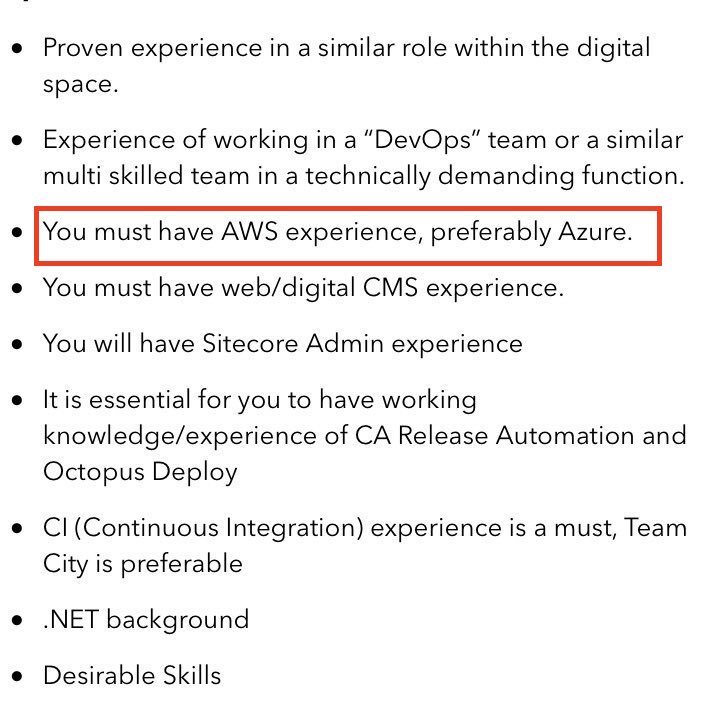 Proven experience in a similar role within the digital
space.
Experience of working in a “DevOps” team or a similar
multi skilled team in a technically demanding function.
You must have AWS experience, preferably Azure.
You must have web/digital CMS experience.
You will have Sitecore Admin experience
It is essential for you to have working
knowledge/experience of CA Release Automation and
Octopus Deploy
CI (Continuous Integration) experience is a must, Team
City is preferable
.NET background
Desirable Skills